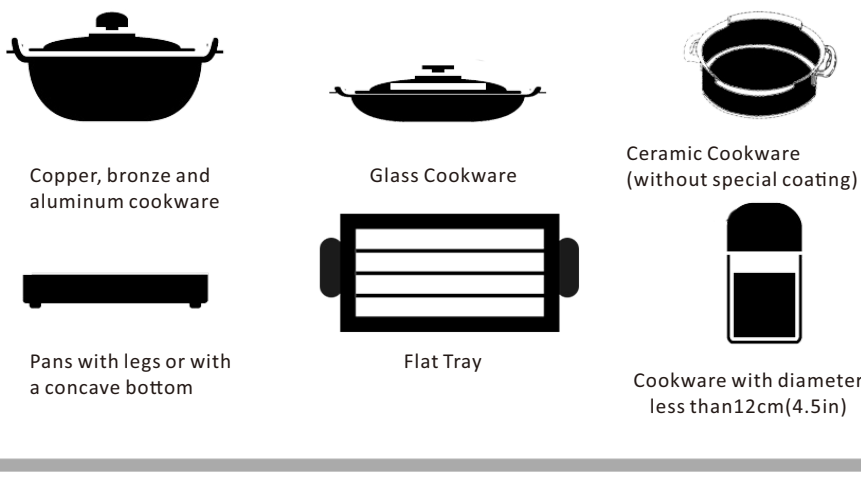 Copper, bronze and
aluminum cookware
Glass Cookware
Ceramic Cookware
(without special coating)
Pans with legs or with
a concave bottom
Flat Tray
Cookware with diameter
less than12cm(4.5in)